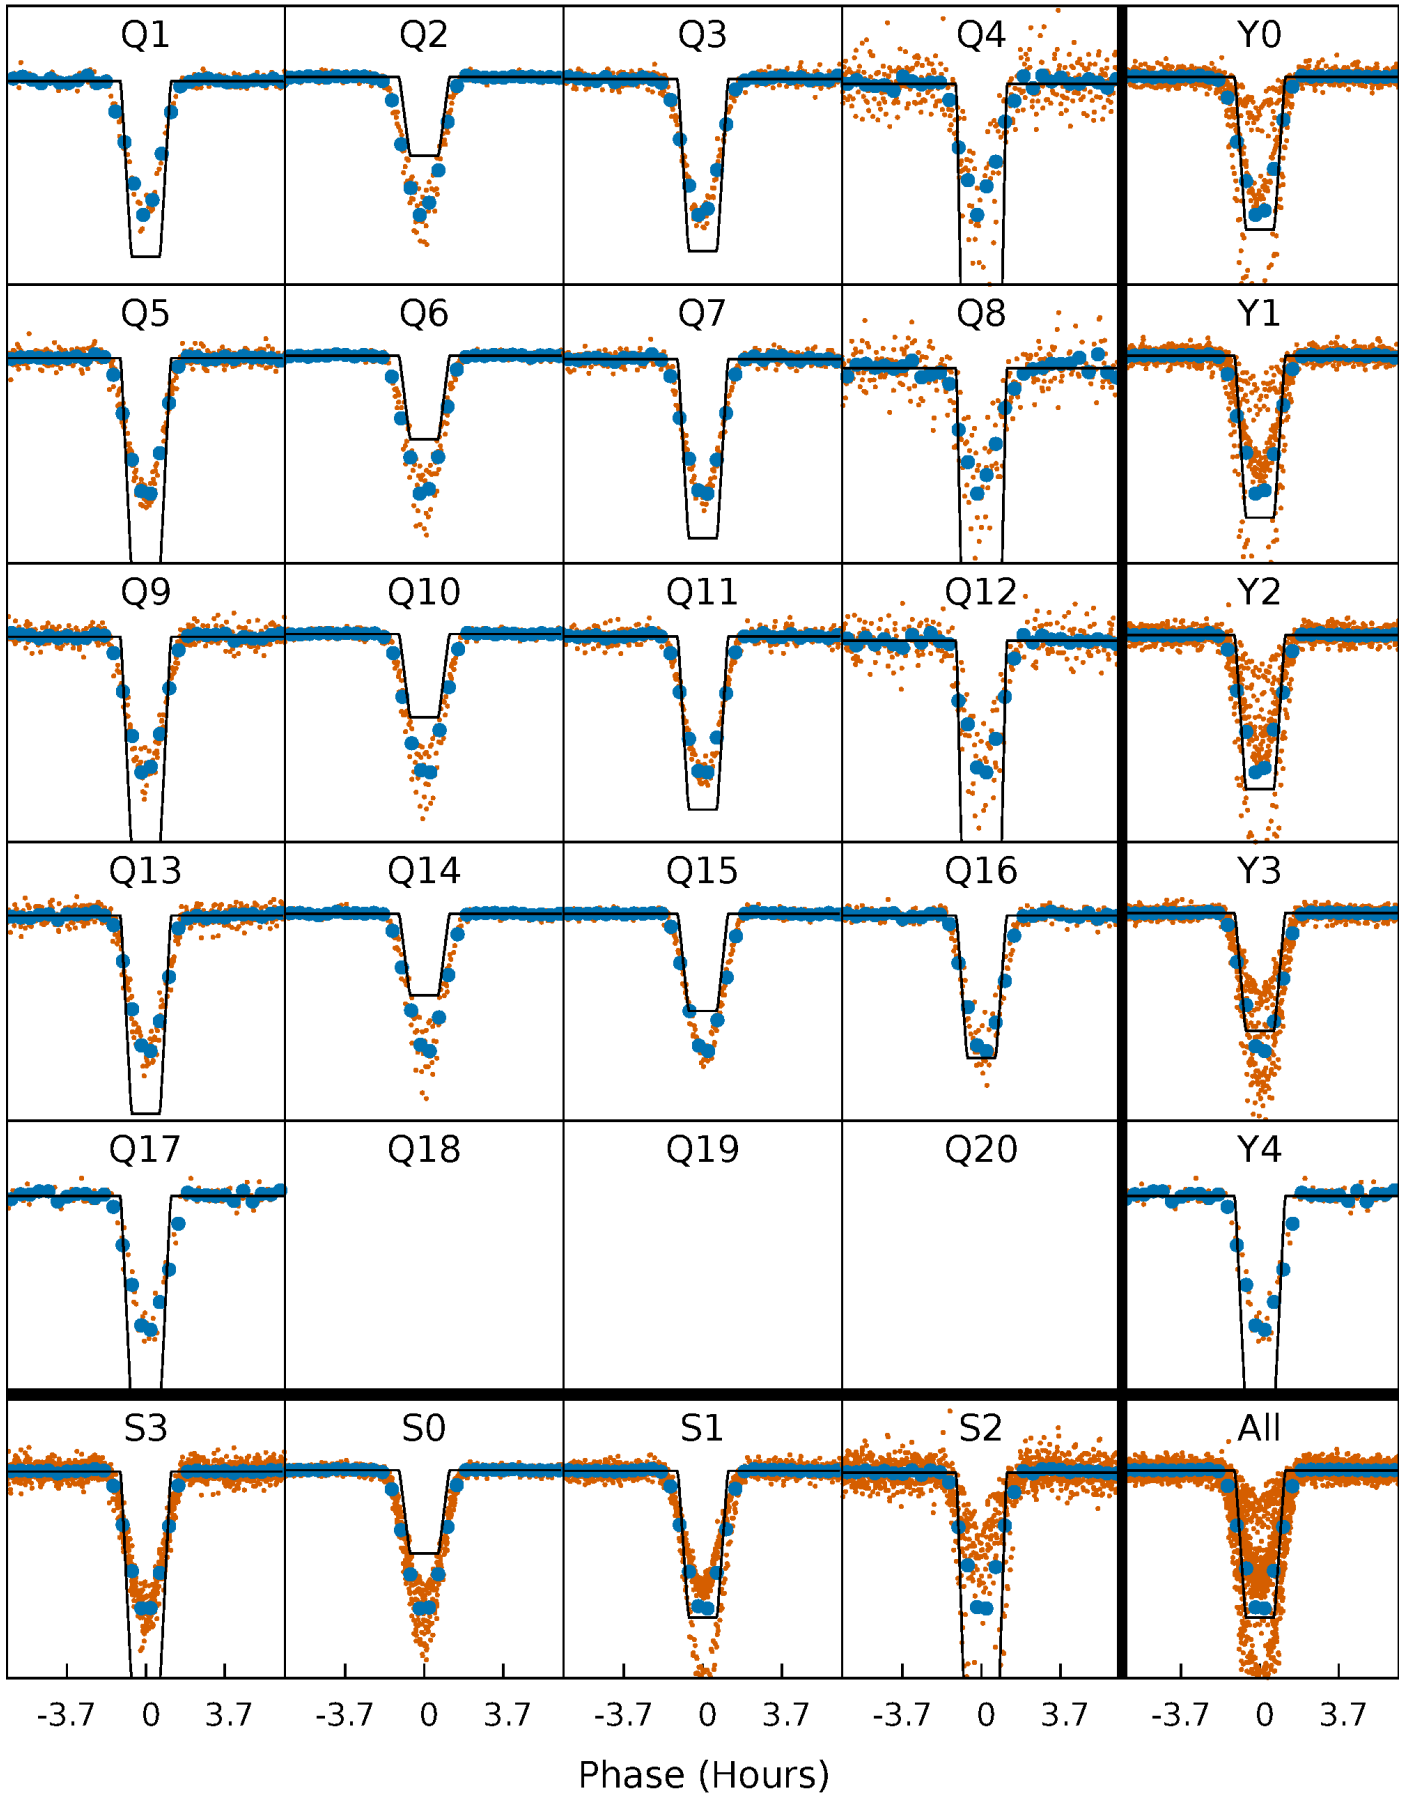 Q1 Q2 Q3 Q4 Y0
Q5 Q6 Q7 Q8 Y1
Q9 Q10 Q11 Q12 Y2
Q13 Q14 Q15 Q16 Y3
Q17 Q18 Q19 Q20 Y4
S3 S0 S1 S2 All
-3.7 0 3.7 -3.7 0 3.7 -3.7 0 3.7 -3.7 0 3.7 -3.7 0 3.7
Phase (Hours)